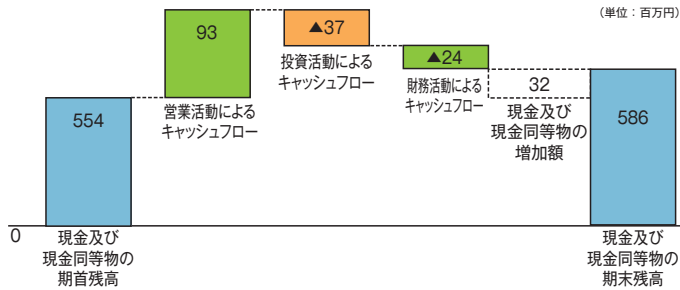 (単位:百万円)
93
▲37
投資活動による
キャッシュフロー
▲24
財務活動による
キャッシュフロー
32
現金及び
現金同等物の
増加額
営業活動による
キャッシュフロー
554
586
0
現金及び
現金同等物の
期首残高
現金及び
現金同等物の
期末残高